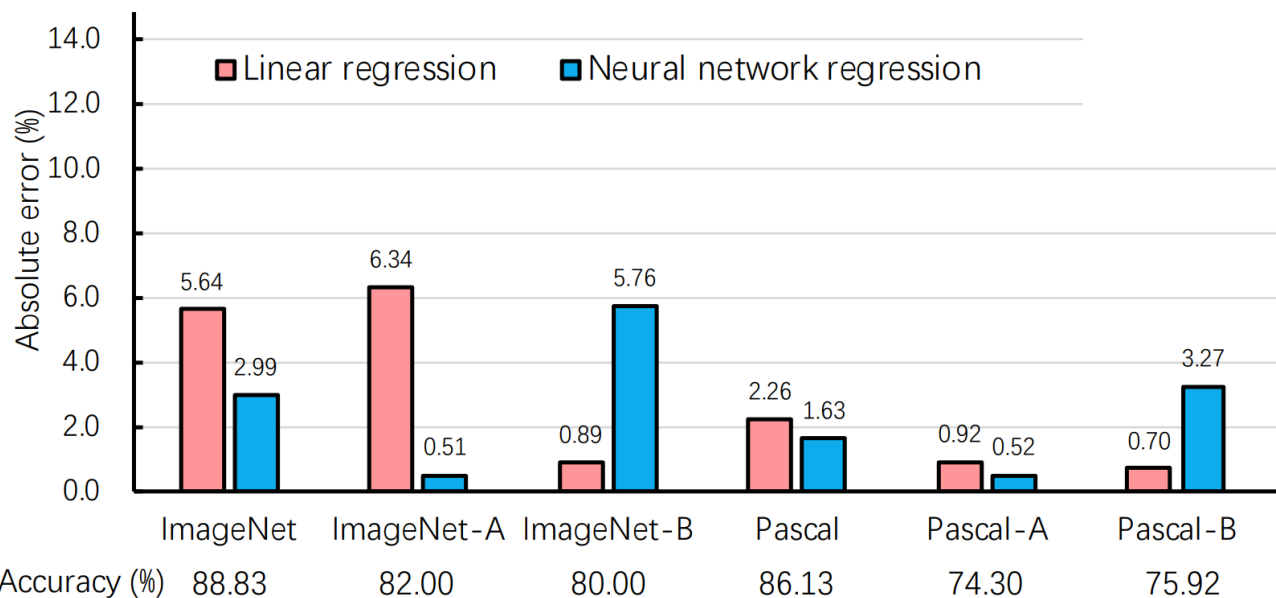 14.0
Linear regression Neural network regression
12.0
10.0
8.0
6.0
4.0
2.0
0.0
Absolute error (%)
5.64 2.99 6.34 0.51 0.89 5.76 2.26 1.63 0.92 0.52 0.70 3.27
ImageNet ImageNet-A ImageNet-B Pascal Pascal-A Pascal-B
Accuracy (%) 88.83 82.00 80.00 86.13 74.30 75.92